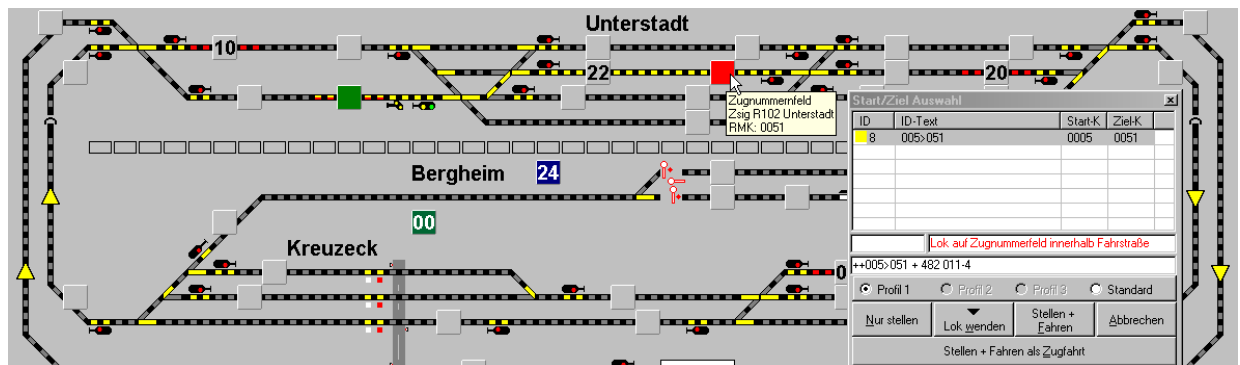 Unterstadt
10
22
20
Zugnummernfeld
Zsig R102 Unterstadt
RMK: 0051
Bergheim
24
00
Kreuzeck
Start/Ziel Auswahl
ID ID-Text Start-K Ziel-K
8 005>051 0005 0051
Lok auf Zugnummerfeld innerhalb Fahrstraße
++005>051 + 482 011-4
Profil 1 Profil 2 Profil 3 Standard
Nur stellen
Lok wenden
Stellen +
Fahren
Abbrechen
Stellen + Fahren als Zugfahrt